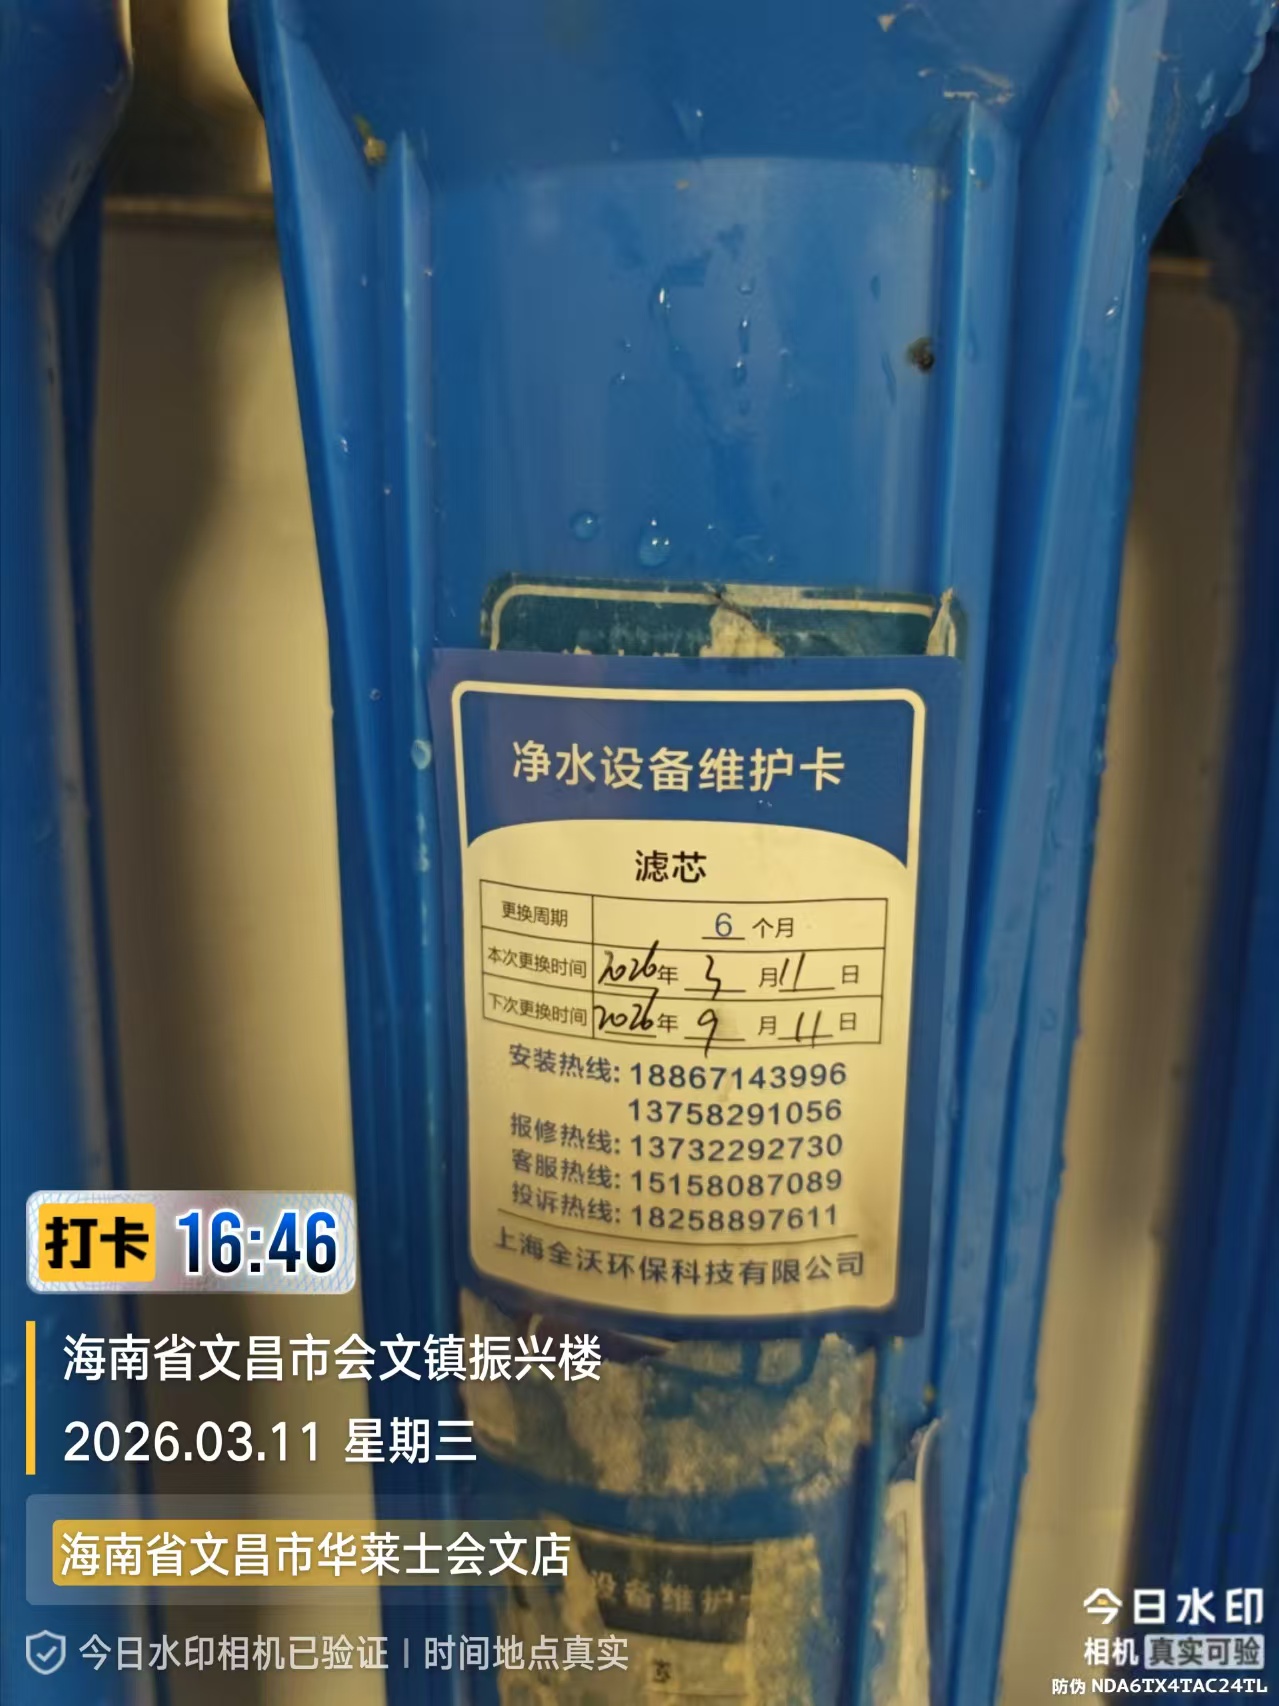 净水设备维护卡
滤芯
更换周期 6 个月
本次更换时间 2026年 3 月 11 日
下次更换时间 2026年 9 月 11 日
安装热线: 18867143996
13758291056
报修热线: 13732292730
客服热线: 15158087089
投诉热线: 18258897611
上海全沃环保科技有限公司
设备维护
打卡 16:46
海南省文昌市会文镇振兴楼
2026.03.11 星期三
海南省文昌市华莱士会文店
今日水印相机已验证 | 时间地点真实
今日水印
相机 真实可验
防伪 NDA6TX4TAC24TL